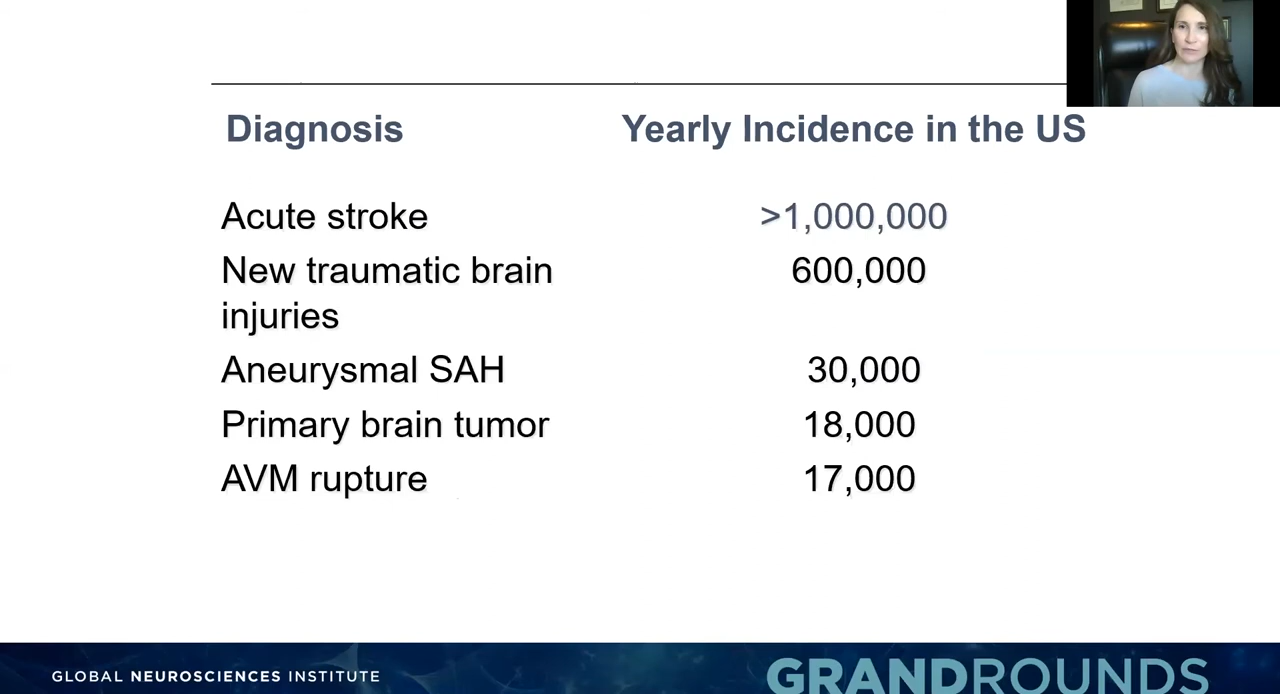 Diagnosis Yearly Incidence in the US
Acute stroke >1,000,000
New traumatic brain 600,000
injuries
Aneurysmal SAH 30,000
Primary brain tumor 18,000
AVM rupture 17,000
GLOBAL NEUROSCIENCES INSTITUTE GRANDROUNDS